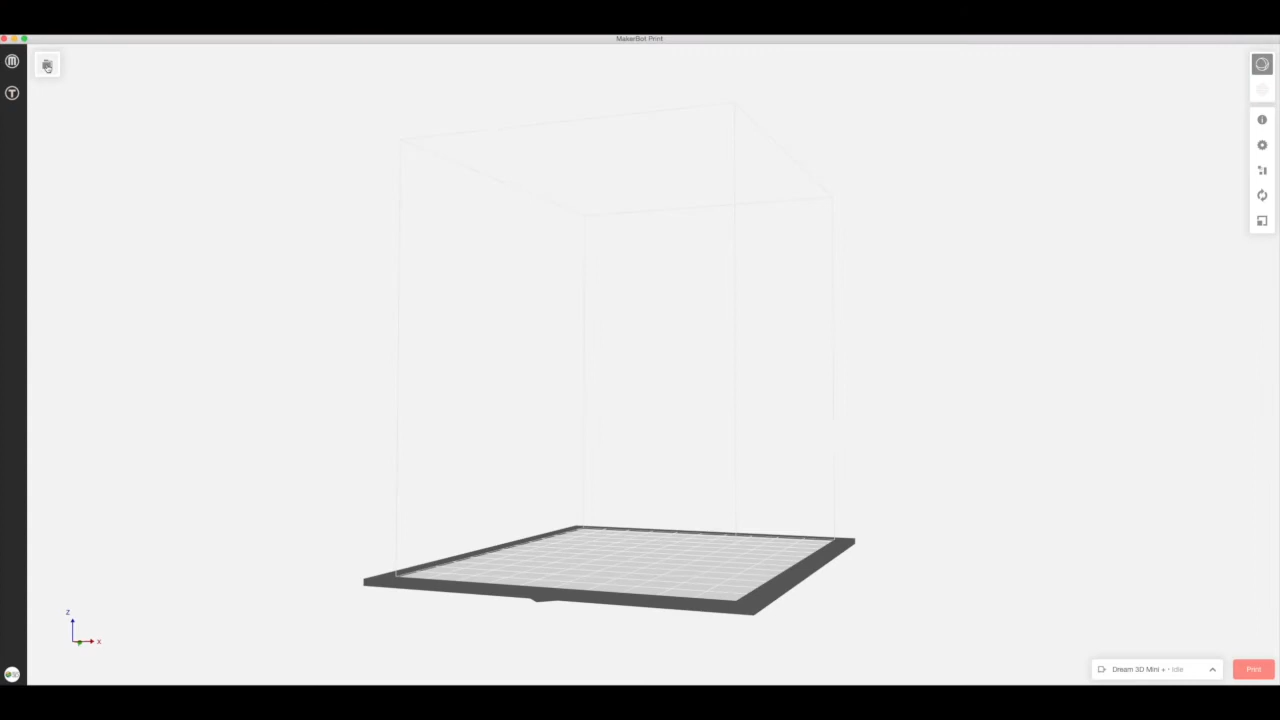 MakerBot Print
M
T
Z
X
Dream 3D Mini + • Idle
Print